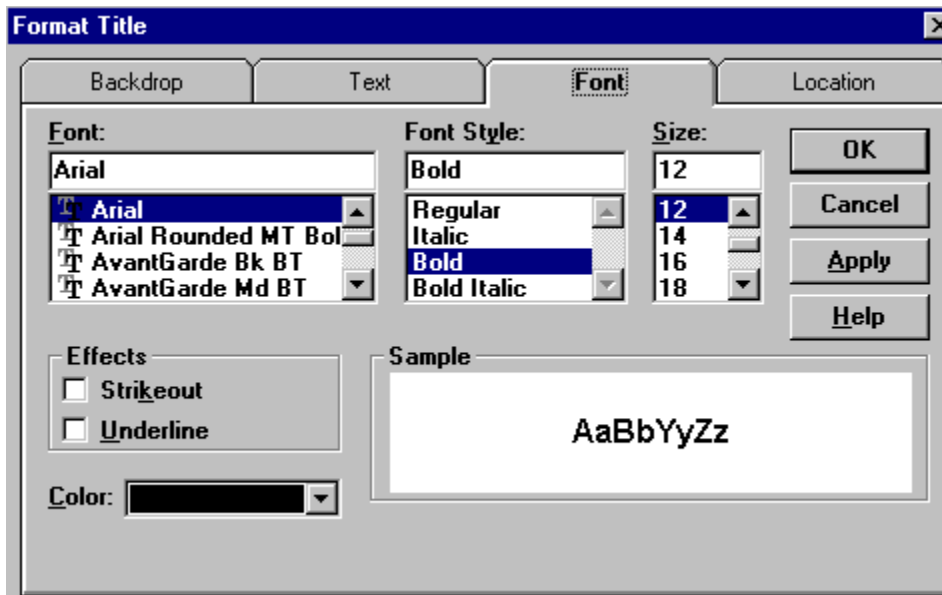 Format Title
Backdrop Text Font Location
Font: Font Style: Size:
Arial Bold 12 OK
Arial Regular 12 Cancel
Arial Rounded MT Bol Italic 14
AvantGarde Bk BT Bold 16 Apply
AvantGarde Md BT Bold Italic 18
Help
Effects Sample
Strikeout
Underline AaBbYyZz
Color: